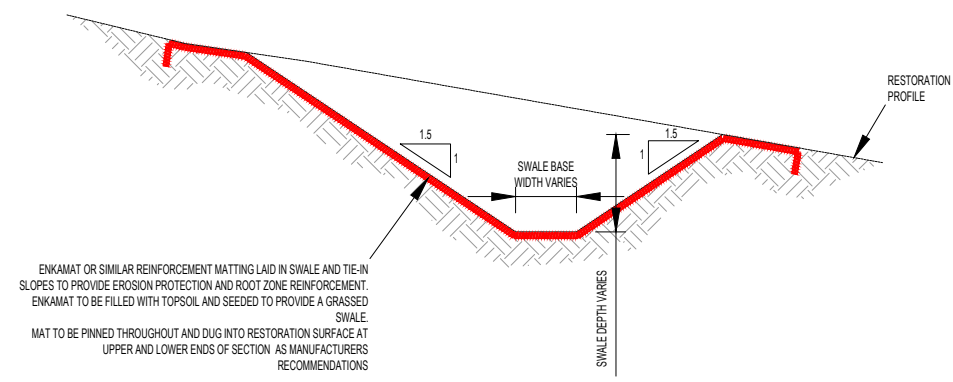 RESTORATION
PROFILE
1.5
1
1.5
1
SWALE BASE
WIDTH VARIES
SWALE DEPTH VARIES
ENKAMAT OR SIMILAR REINFORCEMENT MATTING LAID IN SWALE AND TIE-IN
SLOPES TO PROVIDE EROSION PROTECTION AND ROOT ZONE REINFORCEMENT.
ENKAMAT TO BE FILLED WITH TOPSOIL AND SEEDED TO PROVIDE A GRASSED
SWALE.
MAT TO BE PINNED THROUGHOUT AND DUG INTO RESTORATION SURFACE AT
UPPER AND LOWER ENDS OF SECTION AS MANUFACTURERS
RECOMMENDATIONS